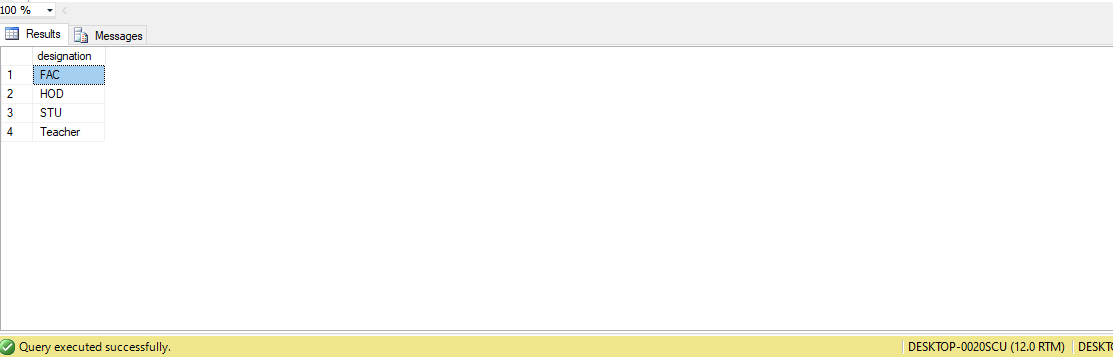 100 %
Results Messages
designation
1 FAC
2 HOD
3 STU
4 Teacher
Query executed successfully. DESKTOP-0020SCU (12.0 RTM) DESKT